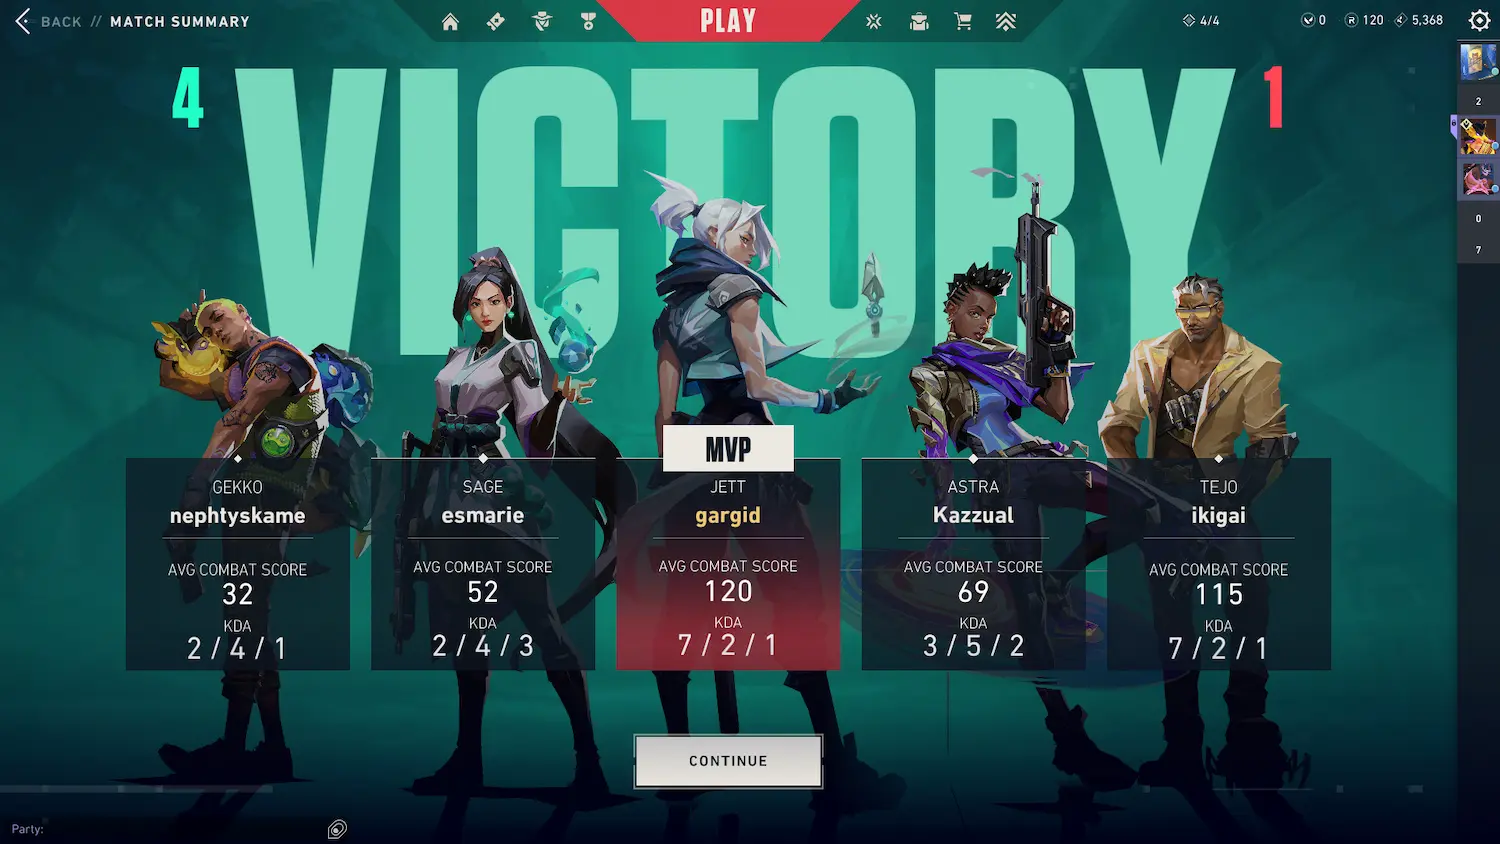 BACK // MATCH SUMMARY
PLAY
4/4
0
120
5,368
4
VICTORY
1
2
0
7
MVP
GEKKO
nephtyskame
AVG COMBAT SCORE
32
KDA
2 / 4 / 1
SAGE
esmarie
AVG COMBAT SCORE
52
KDA
2 / 4 / 3
JETT
gargid
AVG COMBAT SCORE
120
KDA
7 / 2 / 1
ASTRA
Kazzual
AVG COMBAT SCORE
69
KDA
3 / 5 / 2
TEJO
ikigai
AVG COMBAT SCORE
115
KDA
7 / 2 / 1
CONTINUE
Party: